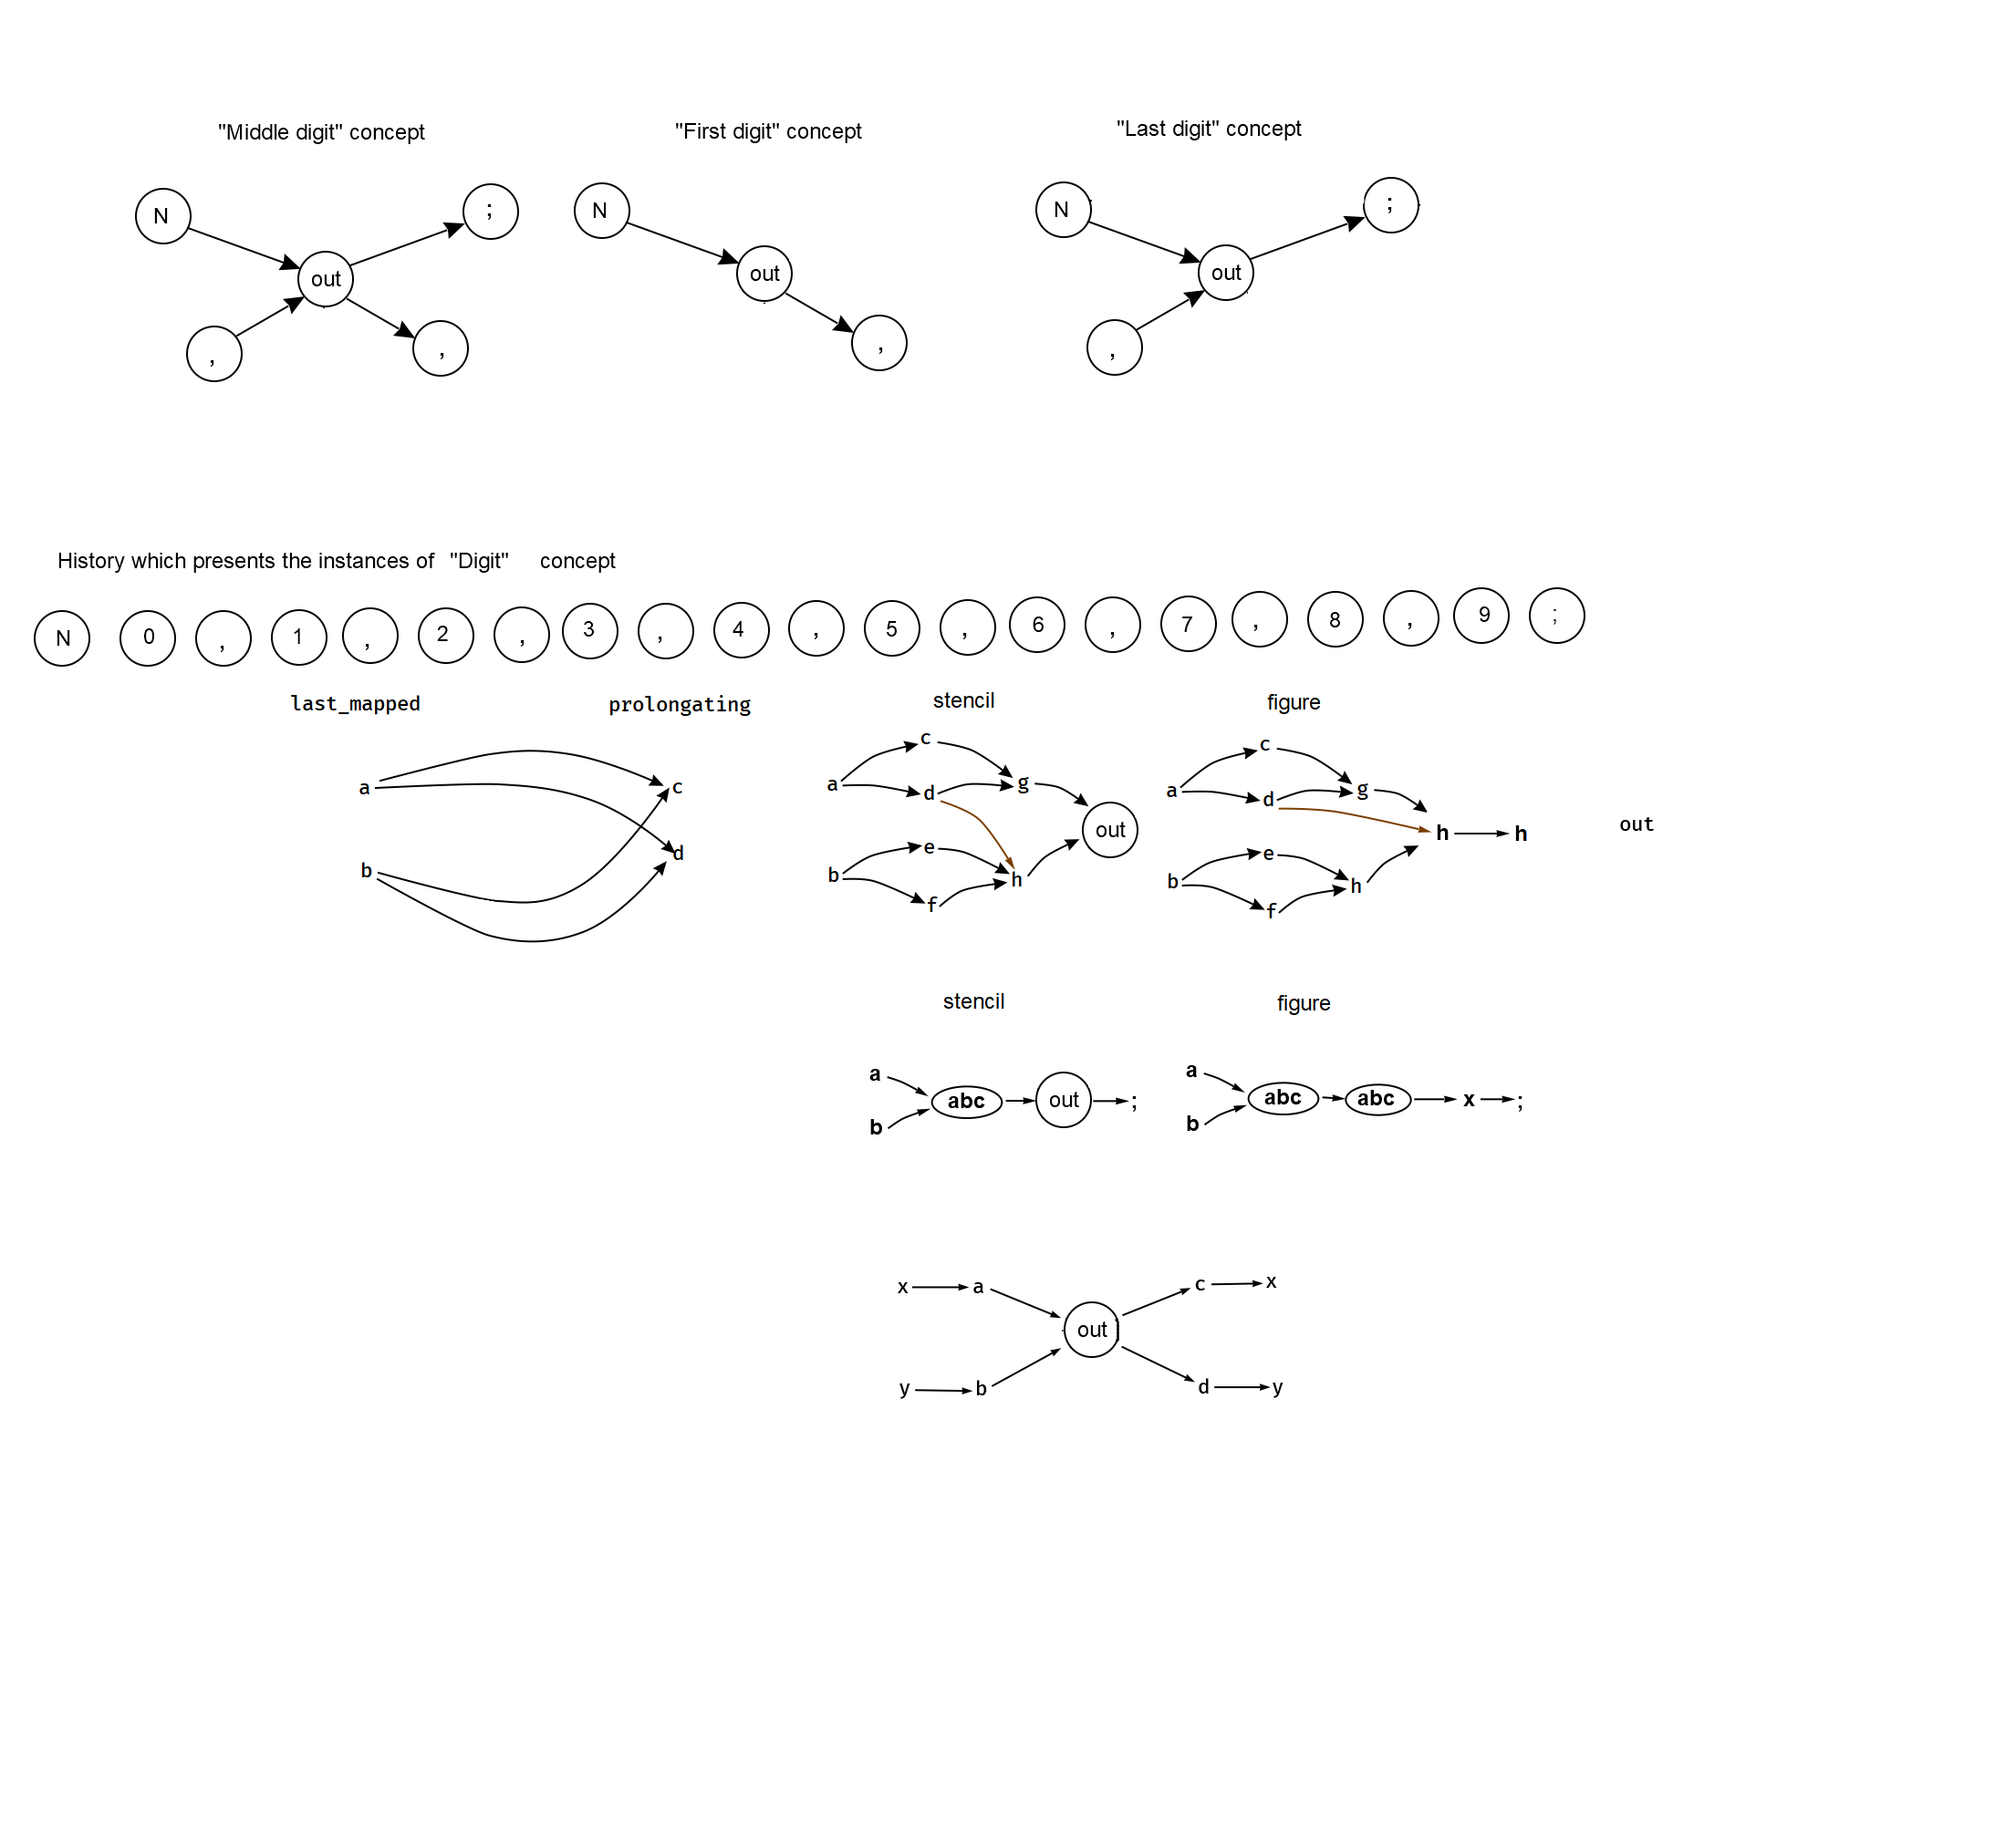 "Middle digit" concept
"First digit" concept
"Last digit" concept
N
;
out
,
,
N
out
,
N
;
out
,
History which presents the instances of "Digit" concept
N 0 , 1 , 2 , 3 , 4 , 5 , 6 , 7 , 8 , 9 ;
last_mapped
prolongating
stencil
figure
a
c
b
d
c
a
d
g
out
e
b
h
f
c
a
d
g
h
h
e
b
h
f
out
stencil
figure
a
abc
out
;
b
a
abc
abc
x
;
b
x
a
c
x
out
y
b
d
y